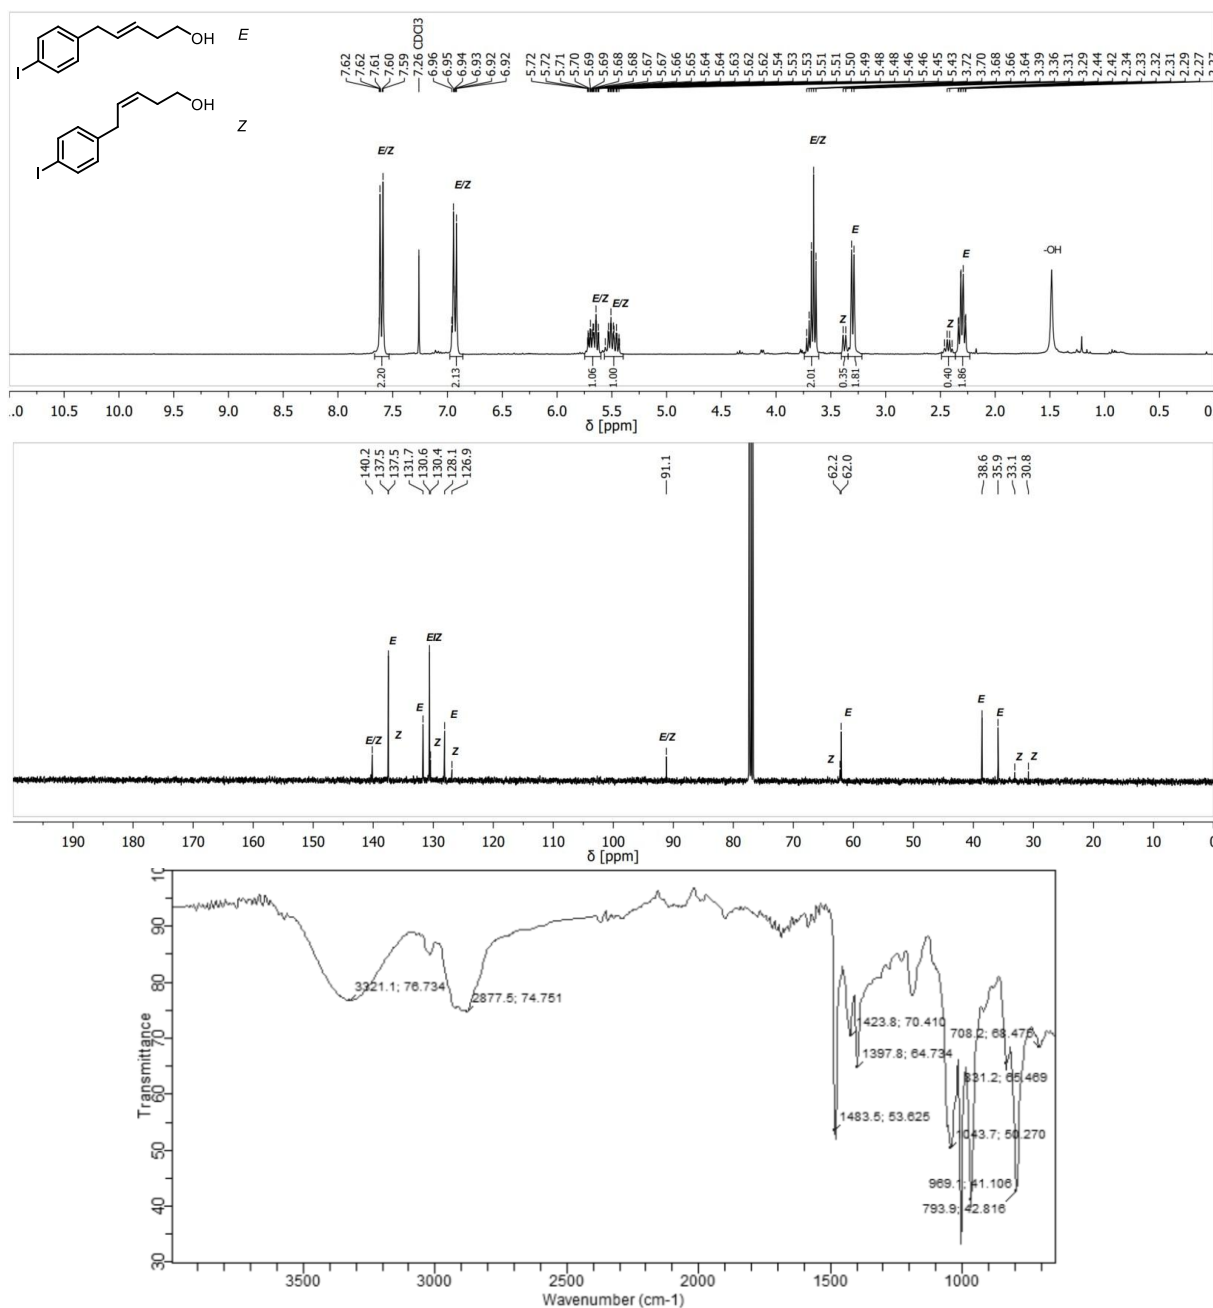 OH E
I
OH
Z
I
7.62 7.62 7.61 7.60 7.59 7.26 CDCl3 6.96 6.95 6.94 6.93 6.92 6.92 5.72 5.72 5.71 5.70 5.69 5.69 5.68 5.68 5.67 5.67 5.66 5.65 5.64 5.64 5.63 5.62 5.62 5.54 5.53 5.53 5.51 5.51 5.50 5.49 5.48 5.48 5.46 5.46 5.45 5.43 3.72 3.70 3.68 3.66 3.64 3.39 3.36 3.31 3.29 2.44 2.42 2.34 2.33 2.32 2.31 2.29 2.27
E/Z E/Z E/Z E/Z E/Z Z E Z E -OH
2.20 2.13 1.06 1.00 2.01 0.35 1.81 0.40 1.86
.0 10.5 10.0 9.5 9.0 8.5 8.0 7.5 7.0 6.5 6.0 5.5 5.0 4.5 4.0 3.5 3.0 2.5 2.0 1.5 1.0 0.5 0
δ [ppm]
140.2 137.5 137.5 131.7 130.6 130.4 128.1 126.9 91.1 62.2 62.0 38.6 35.9 33.1 30.8
E/Z E Z E E/Z Z E Z E/Z Z E E E Z Z
190 180 170 160 150 140 130 120 110 100 90 80 70 60 50 40 30 20 10 0
δ [ppm]
Transmittance
90
80
70
60
50
40
30
3321.1; 76.734
2877.5; 74.751
1423.8; 70.410
708.2; 68.476
1397.8; 64.734
831.2; 65.469
1483.5; 53.625
1043.7; 50.270
969.1; 41.106
793.9; 42.816
3500 3000 2500 2000 1500 1000
Wavenumber (cm-1)